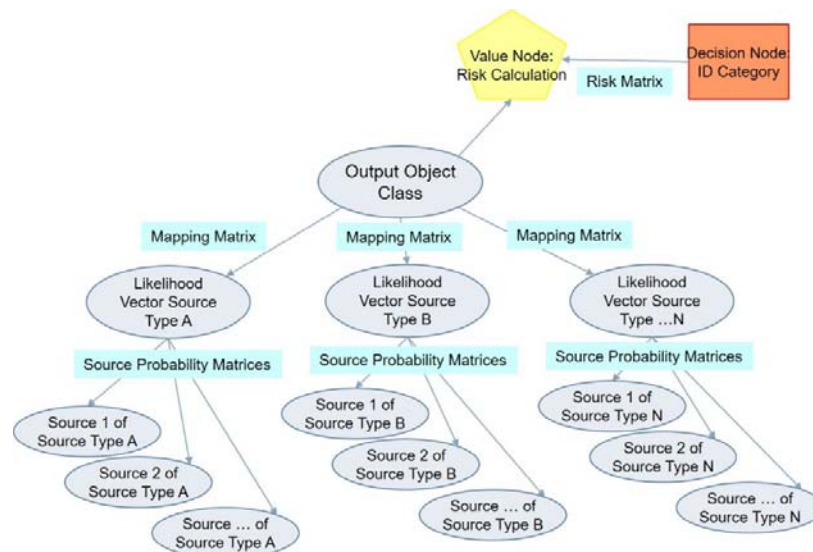 Value Node:
Risk Calculation
Decision Node:
ID Category
Risk Matrix
Output Object
Class
Mapping Matrix
Mapping Matrix
Mapping Matrix
Likelihood
Vector Source
Type A
Likelihood
Vector Source
Type B
Likelihood
Vector Source
Type ...N
Source Probability Matrices
Source Probability Matrices
Source Probability Matrices
Source 1 of
Source Type A
Source 2 of
Source Type A
Source ... of
Source Type A
Source 1 of
Source Type B
Source 2 of
Source Type B
Source ... of
Source Type B
Source 1 of
Source Type N
Source 2 of
Source Type N
Source ... of
Source Type N